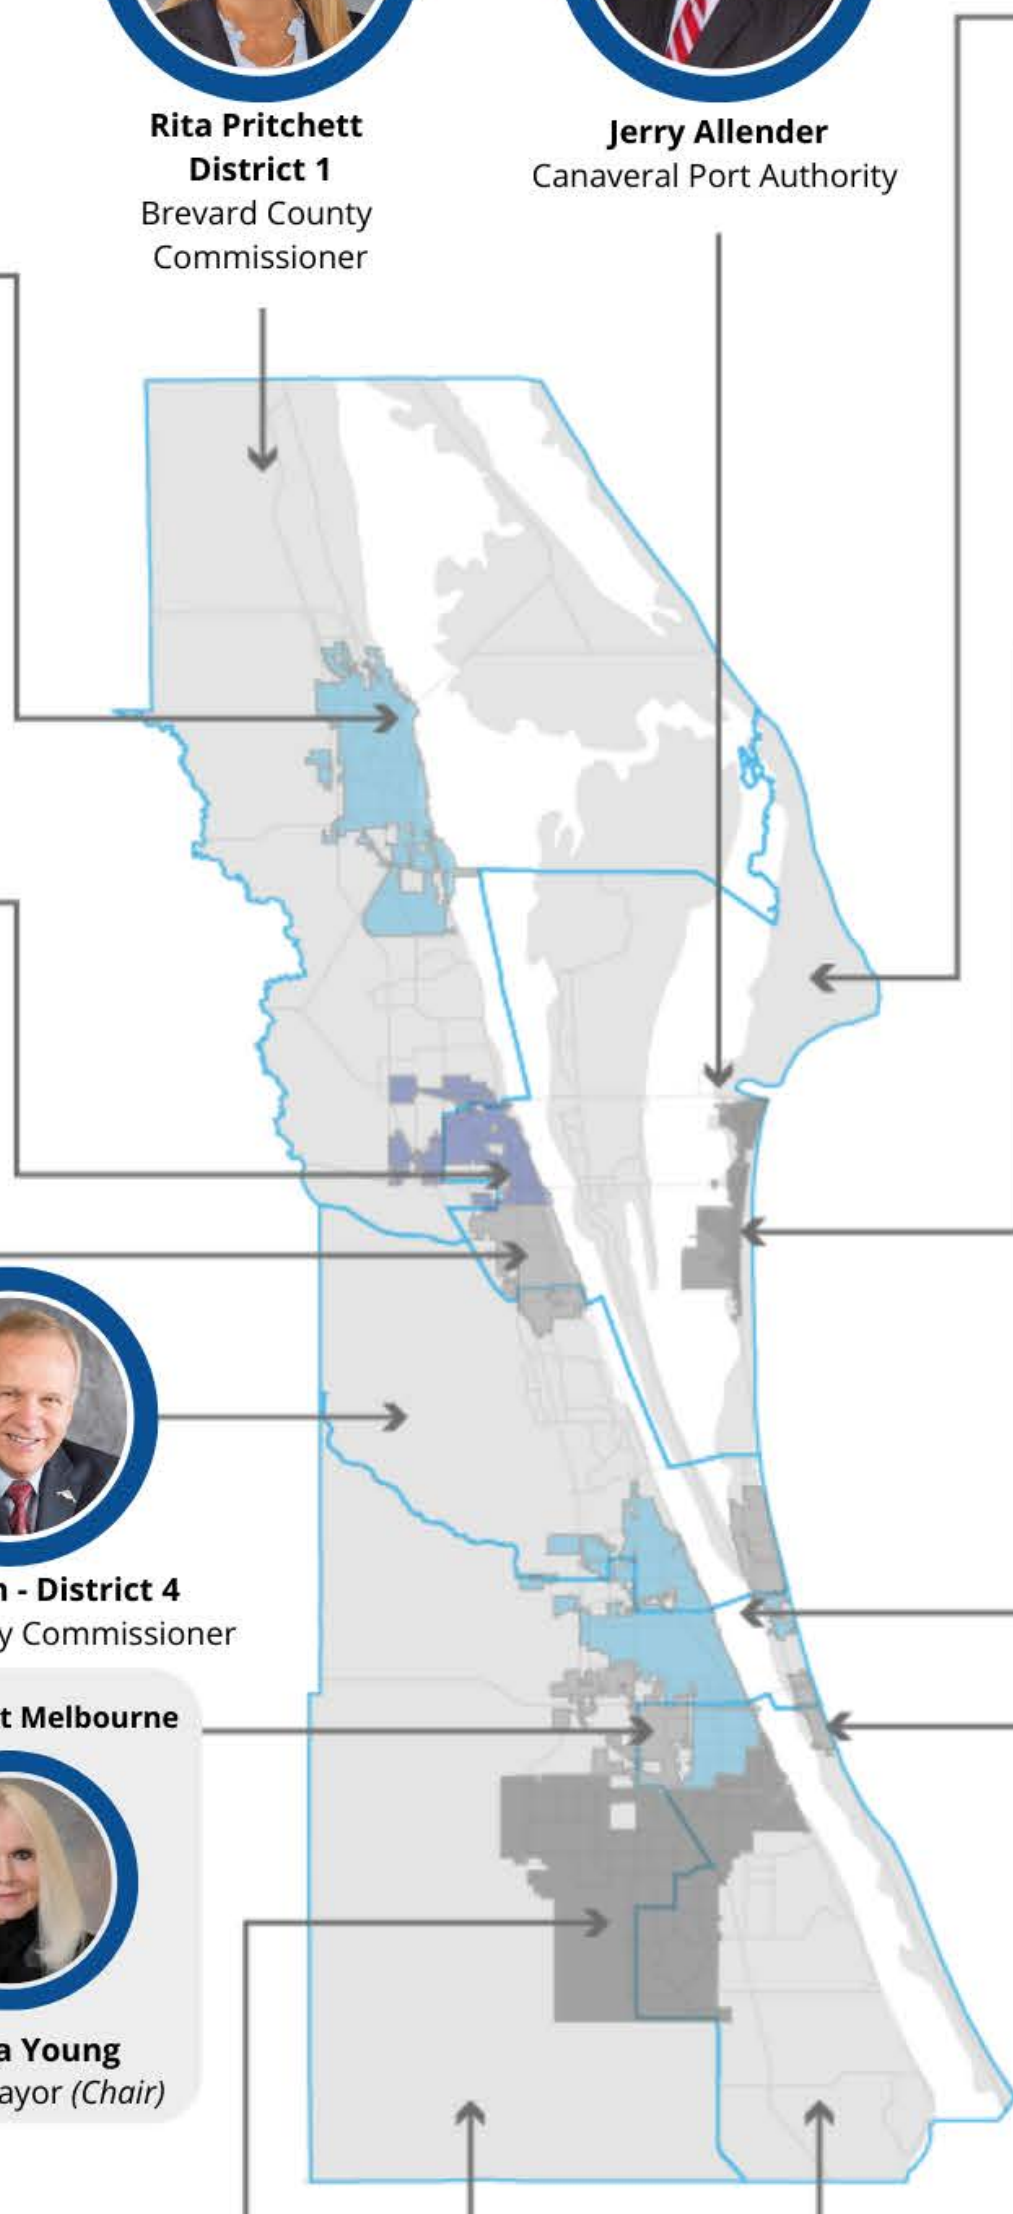 Rita Pritchett
District 1
Brevard County
Commissioner
Jerry Allender
Canaveral Port Authority
- District 4
Commissioner
Melbourne
Young
(Chair)